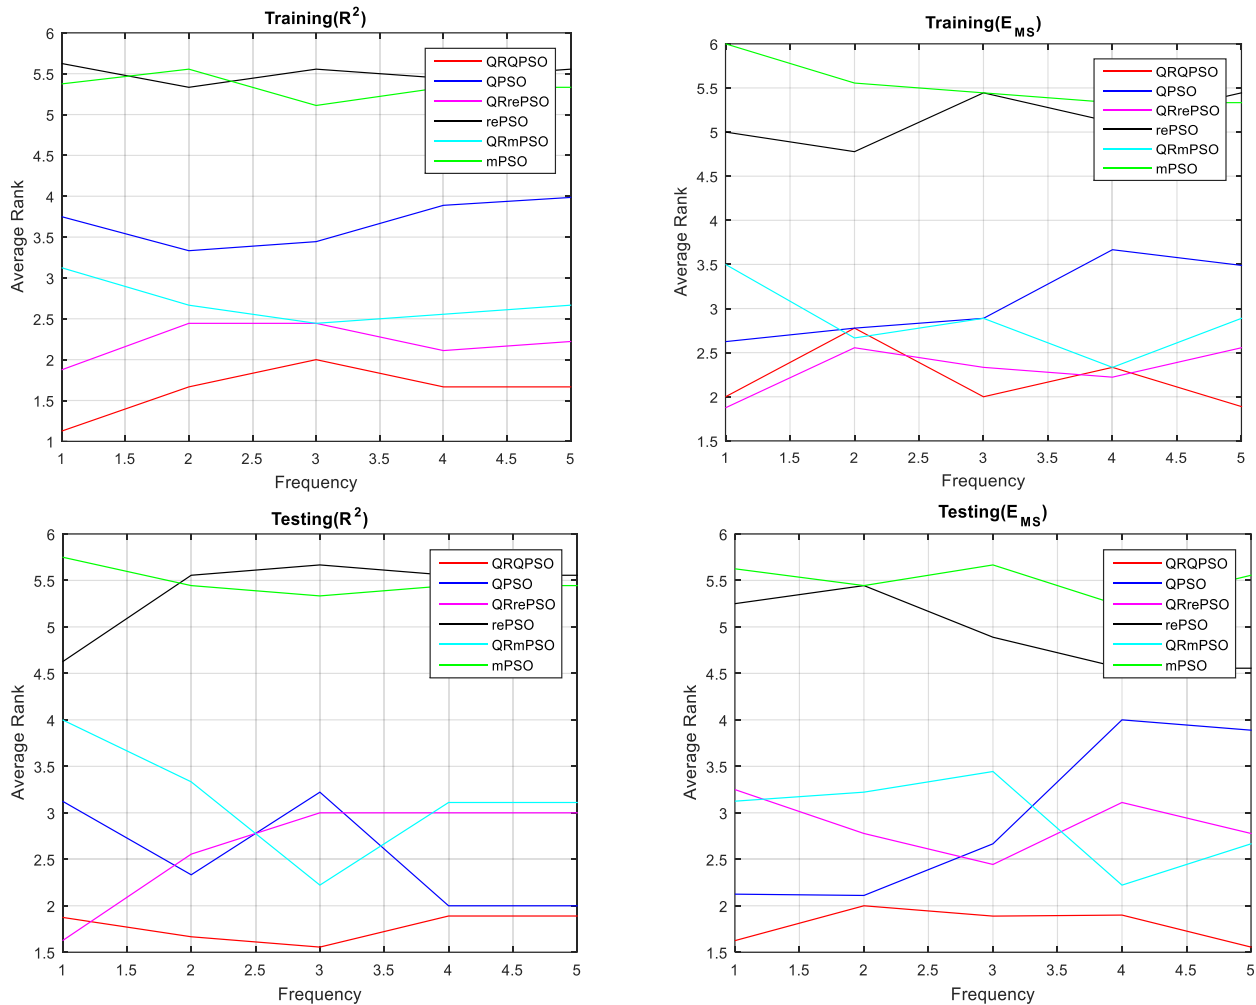 Training(R²)
6
5.5
5
4.5
4
3.5
3
2.5
2
1.5
1
Average Rank
QRQPSO
QPSO
QRrePSO
rePSO
QRmPSO
mPSO
1 1.5 2 2.5 3 3.5 4 4.5 5
Frequency
Training(E_MS)
6
5.5
5
4.5
4
3.5
3
2.5
2
1.5
Average Rank
QRQPSO
QPSO
QRrePSO
rePSO
QRmPSO
mPSO
1 1.5 2 2.5 3 3.5 4 4.5 5
Frequency
Testing(R²)
6
5.5
5
4.5
4
3.5
3
2.5
2
1.5
Average Rank
QRQPSO
QPSO
QRrePSO
rePSO
QRmPSO
mPSO
1 1.5 2 2.5 3 3.5 4 4.5 5
Frequency
Testing(E_MS)
6
5.5
5
4.5
4
3.5
3
2.5
2
1.5
Average Rank
QRQPSO
QPSO
QRrePSO
rePSO
QRmPSO
mPSO
1 1.5 2 2.5 3 3.5 4 4.5 5
Frequency